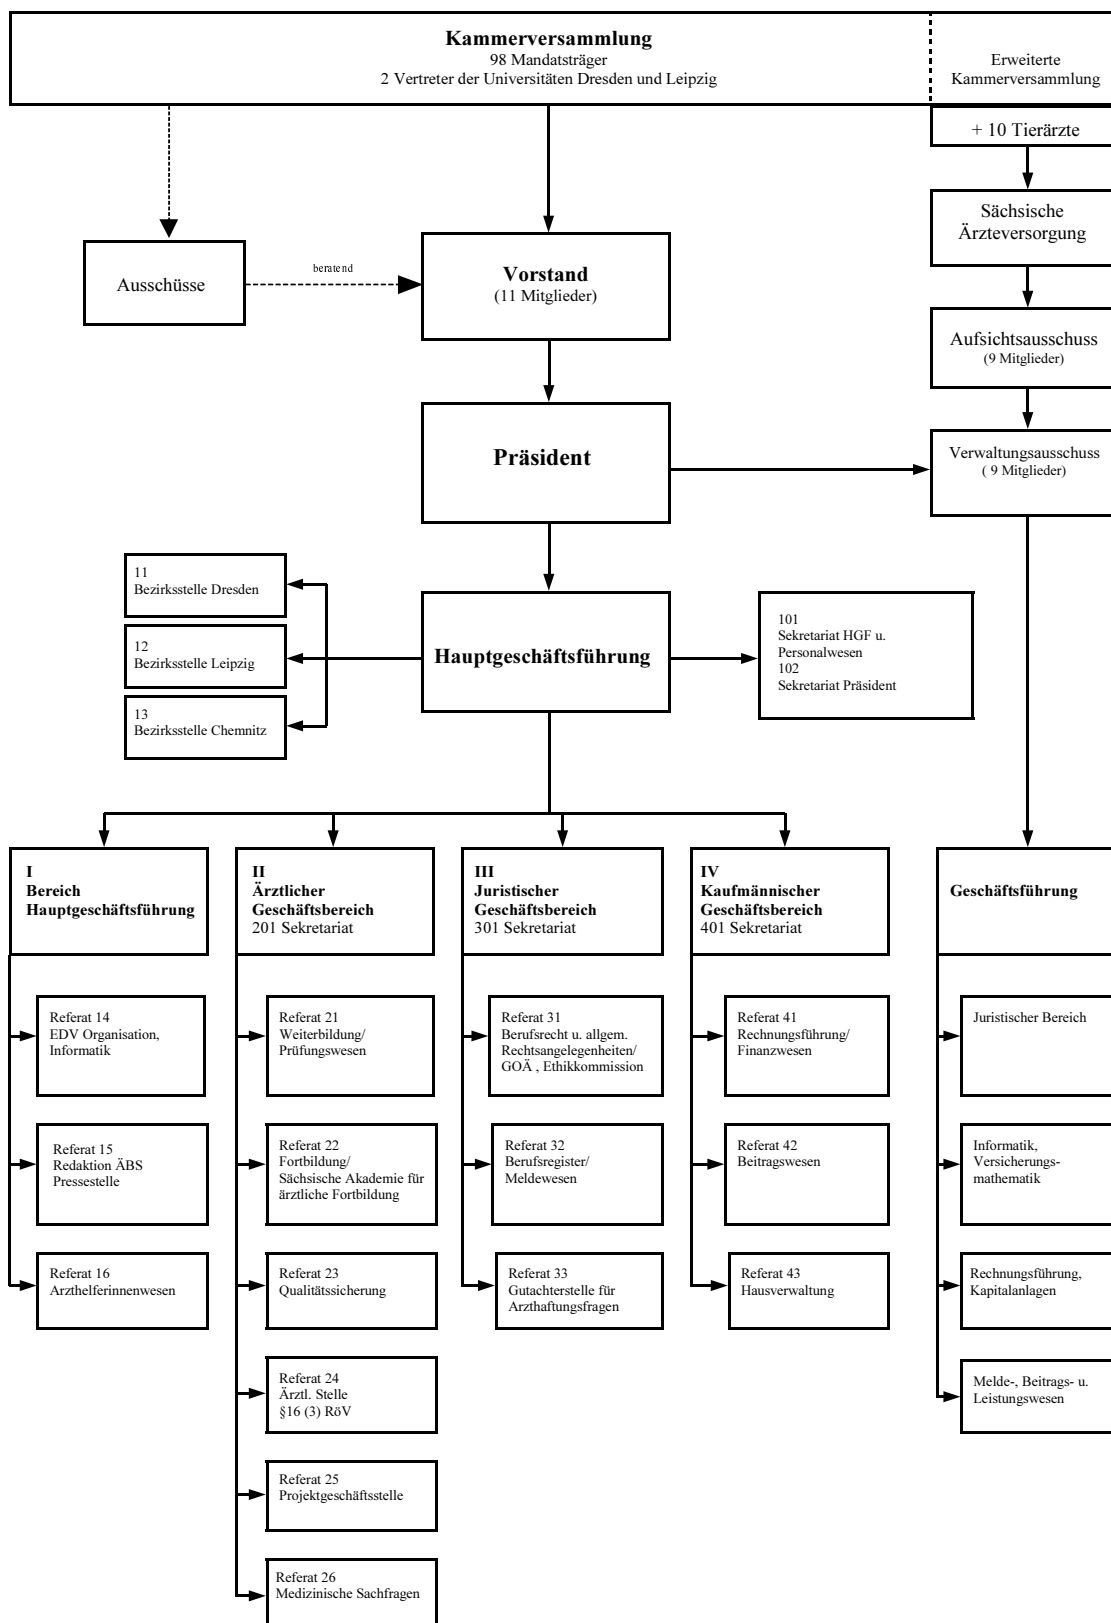 Kammerversammlung
98 Mandatsträger
2 Vertreter der Universitäten Dresden und Leipzig
Erweiterte
Kammerversammlung
+ 10 Tierärzte
Sächsische
Ärzteversorgung
Ausschüsse
beratend
Vorstand
(11 Mitglieder)
Aufsichtsausschuss
(9 Mitglieder)
Präsident
Verwaltungsausschuss
( 9 Mitglieder)
11
Bezirksstelle Dresden
12
Bezirksstelle Leipzig
13
Bezirksstelle Chemnitz
Hauptgeschäftsführung
101
Sekretariat HGF u.
Personalwesen
102
Sekretariat Präsident
I
Bereich
Hauptgeschäftsführung
II
Ärztlicher
Geschäftsbereich
201 Sekretariat
III
Juristischer
Geschäftsbereich
301 Sekretariat
IV
Kaufmännischer
Geschäftsbereich
401 Sekretariat
Geschäftsführung
Referat 14
EDV Organisation,
Informatik
Referat 21
Weiterbildung/
Prüfungswesen
Referat 31
Berufsrecht u. allgem.
Rechtsangelegenheiten/
GOÄ , Ethikkommission
Referat 41
Rechnungsführung/
Finanzwesen
Juristischer Bereich
Referat 15
Redaktion ÄBS
Pressestelle
Referat 22
Fortbildung/
Sächsische Akademie für
ärztliche Fortbildung
Referat 32
Berufsregister/
Meldewesen
Referat 42
Beitragswesen
Informatik,
Versicherungs-
mathematik
Referat 16
Arzthelferinnenwesen
Referat 23
Qualitätssicherung
Referat 33
Gutachterstelle für
Arzthaftungsfragen
Referat 43
Hausverwaltung
Rechnungsführung,
Kapitalanlagen
Referat 24
Ärztl. Stelle
§16 (3) RöV
Melde-, Beitrags- u.
Leistungswesen
Referat 25
Projektgeschäftsstelle
Referat 26
Medizinische Sachfragen